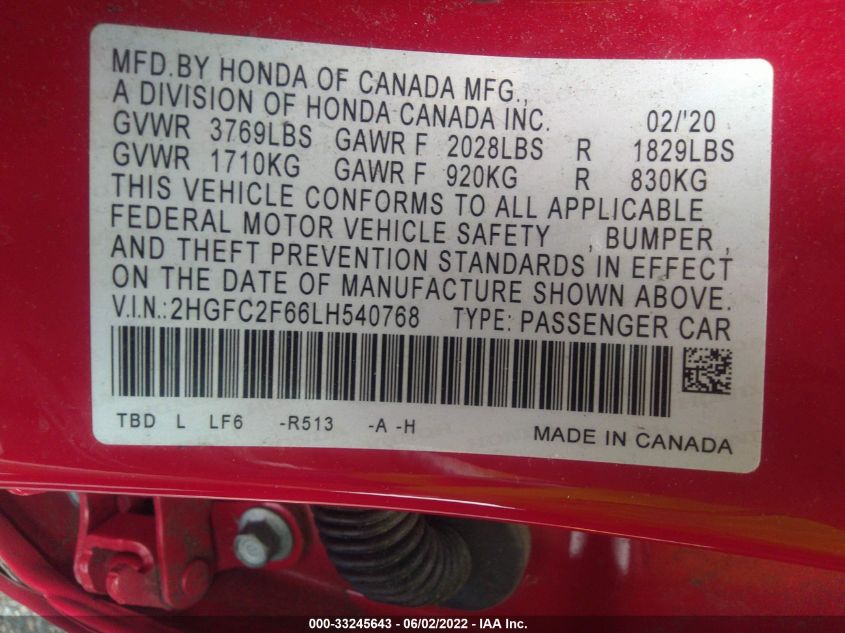 MFD.BY HONDA OF CANADA MFG.,
A DIVISION OF HONDA CANADA INC. 02/'20
GVWR 3769LBS GAWR F 2028LBS R 1829LBS
GVWR 1710KG GAWR F 920KG R 830KG
THIS VEHICLE CONFORMS TO ALL APPLICABLE
FEDERAL MOTOR VEHICLE SAFETY , BUMPER ,
AND THEFT PREVENTION STANDARDS IN EFFECT
ON THE DATE OF MANUFACTURE SHOWN ABOVE.
V.I.N.:2HGFC2F66LH540768 TYPE: PASSENGER CAR
TBD L LF6 -R513 -A -H
MADE IN CANADA
000-33245643 - 06/02/2022 - IAA Inc.